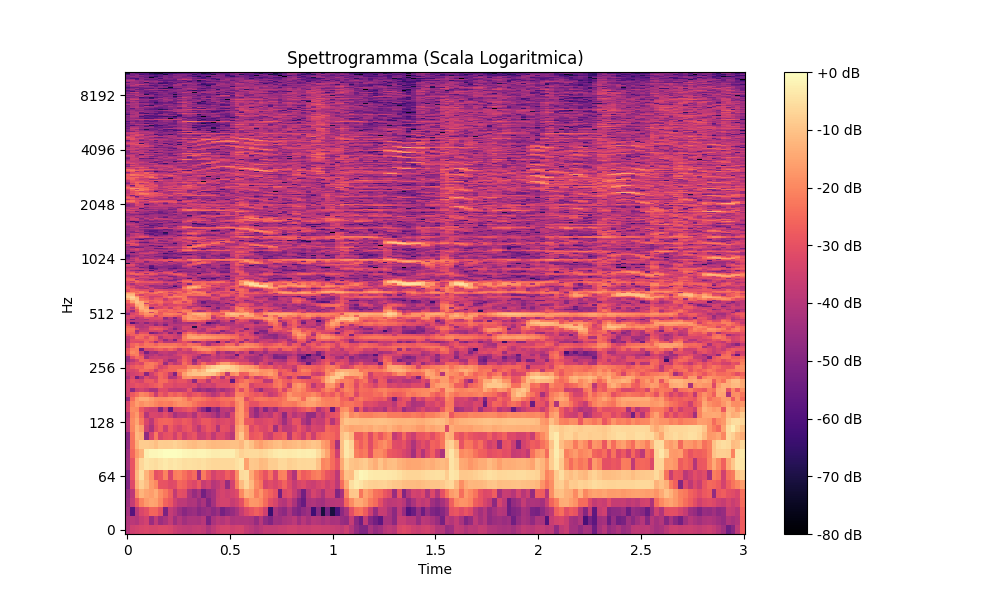 Spettrogramma (Scala Logaritmica)
Hz
8192
4096
2048
1024
512
256
128
64
0
0
0.5
1
1.5
2
2.5
3
Time
+0 dB
-10 dB
-20 dB
-30 dB
-40 dB
-50 dB
-60 dB
-70 dB
-80 dB